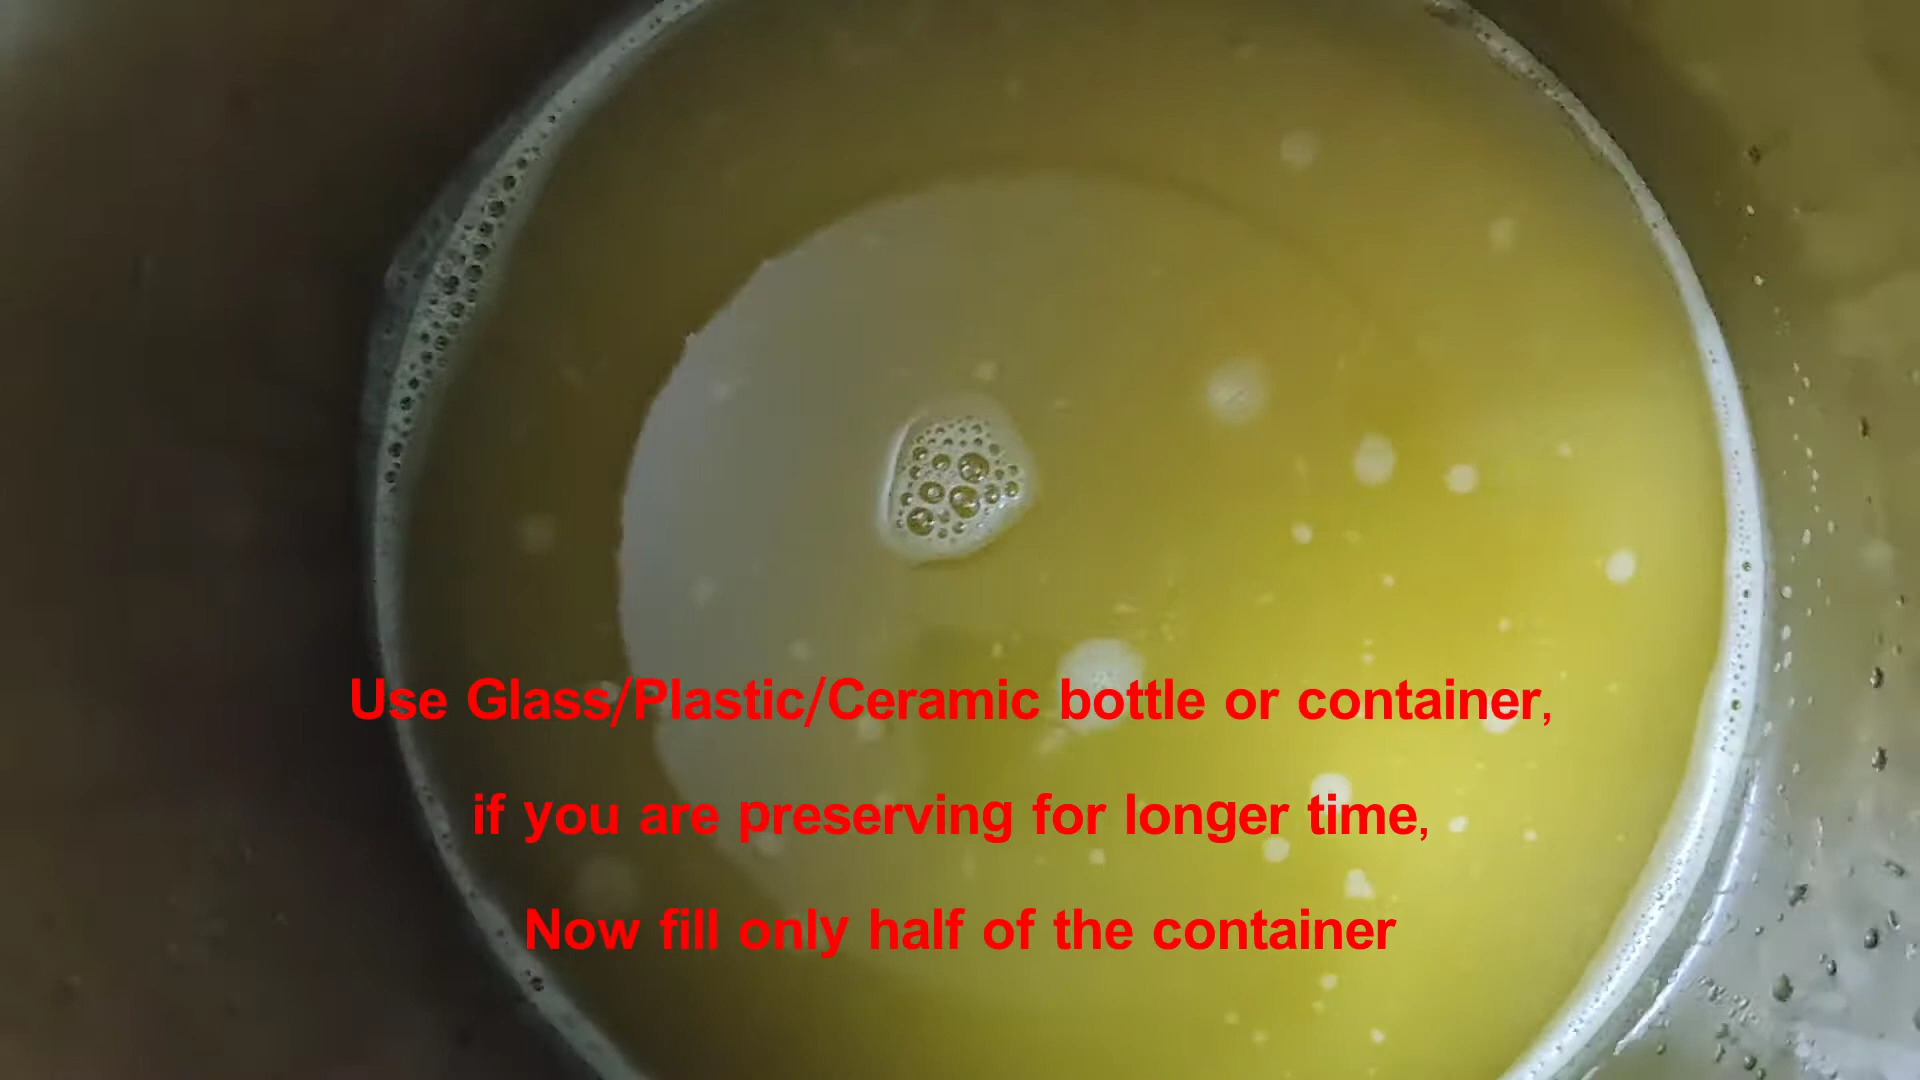 Use Glass/Plastic/Ceramic bottle or container,
if you are preserving for longer time,
Now fill only half of the container